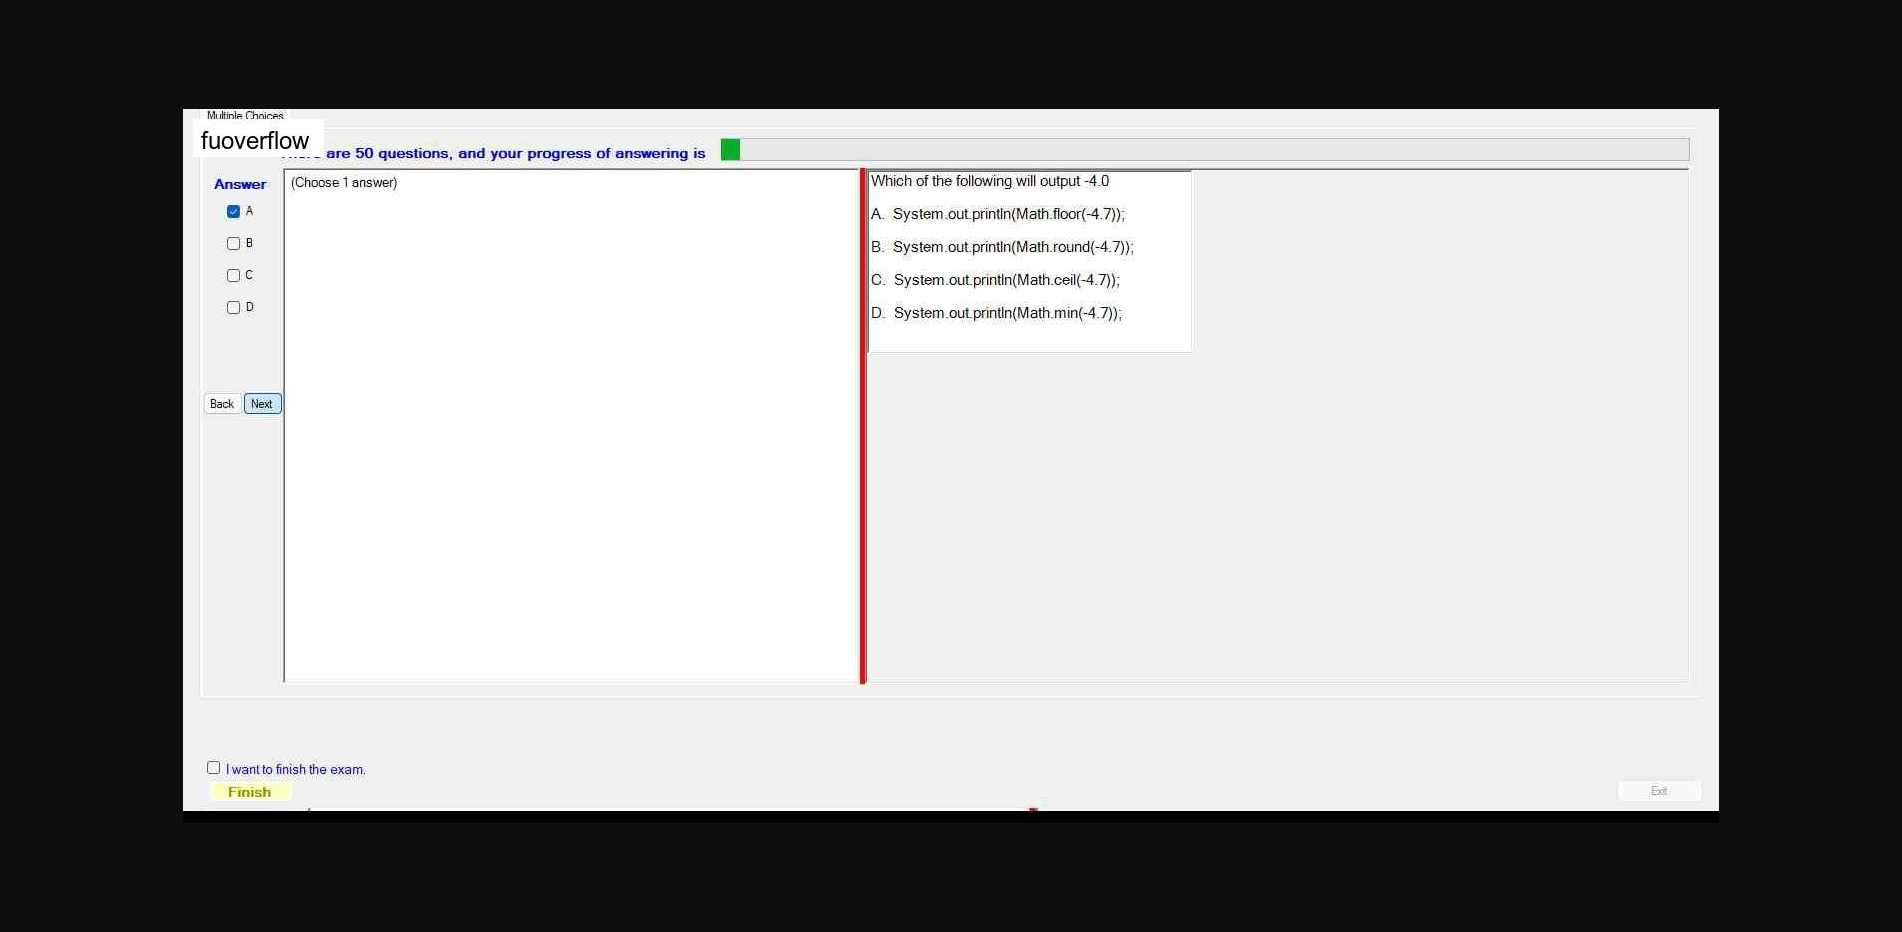 Multiple Choices
fuoverflow
are 50 questions, and your progress of answering is
Answer
(Choose 1 answer)
A
B
C
D
Back Next
Which of the following will output -4.0
A. System.out.println(Math.floor(-4.7));
B. System.out.println(Math.round(-4.7));
C. System.out.println(Math.ceil(-4.7));
D. System.out.println(Math.min(-4.7));
I want to finish the exam.
Finish
Exit